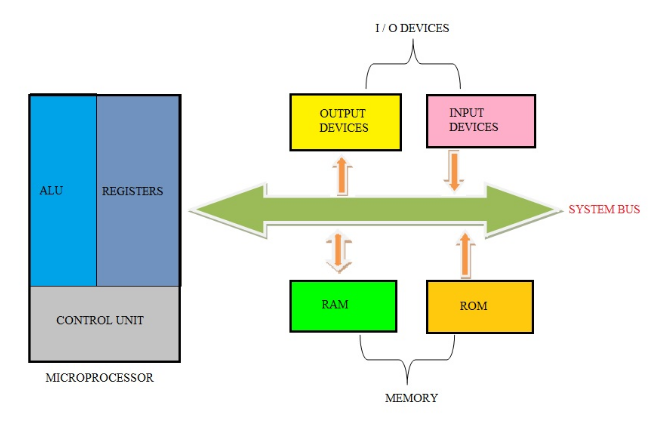 I / O DEVICES
OUTPUT
DEVICES
INPUT
DEVICES
ALU
REGISTERS
SYSTEM BUS
RAM
ROM
CONTROL UNIT
MICROPROCESSOR
MEMORY